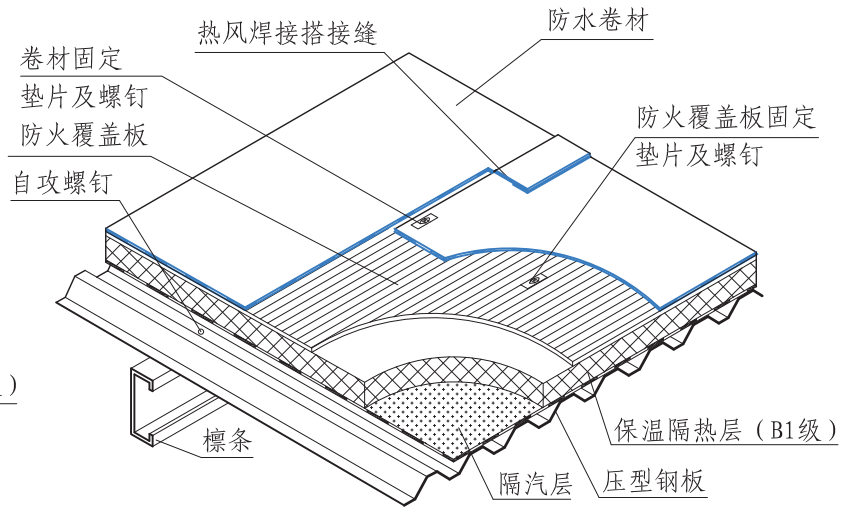 热风焊接搭接缝
防水卷材
卷材固定
垫片及螺钉
防火覆盖板
自攻螺钉
防火覆盖板固定
垫片及螺钉
)
檩条
保温隔热层（B1级）
隔汽层
压型钢板